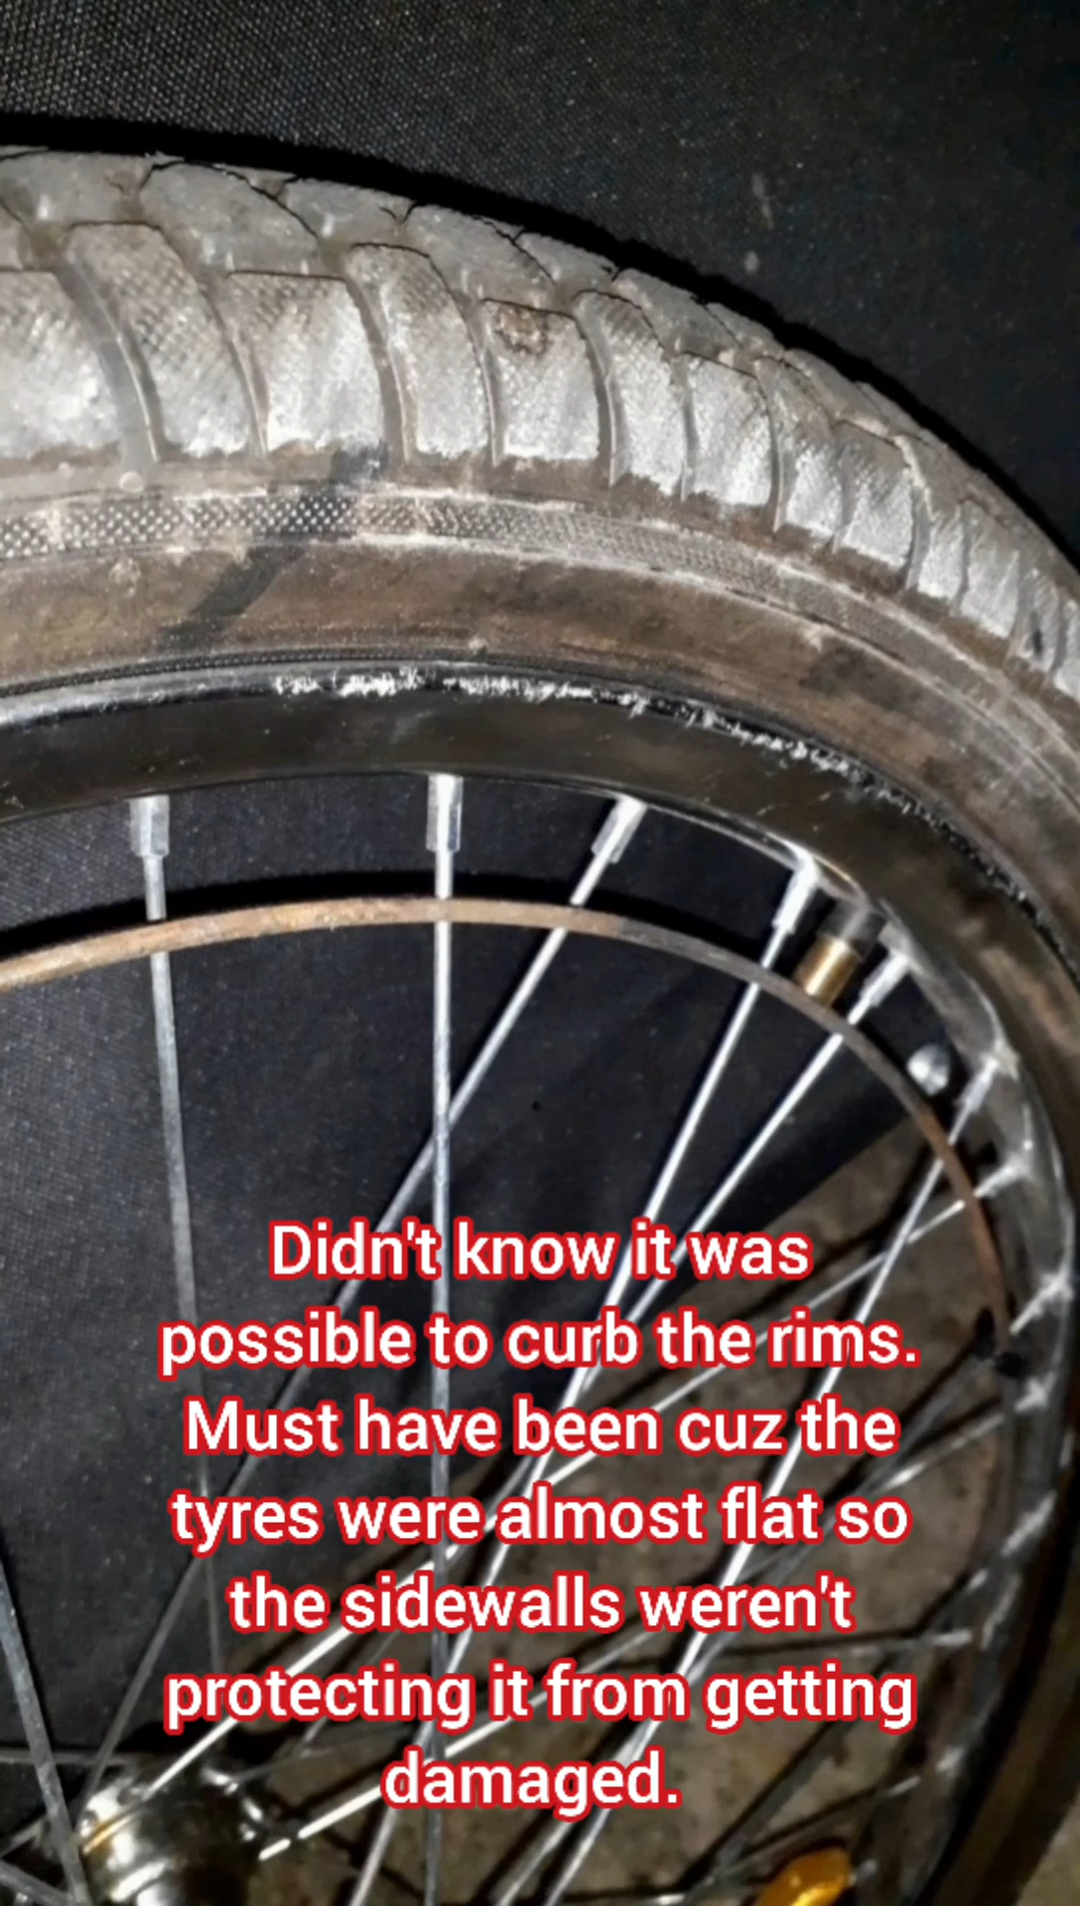 Didn't know it was
possible to curb the rims.
Must have been cuz the
tyres were almost flat so
the sidewalls weren't
protecting it from getting
damaged.